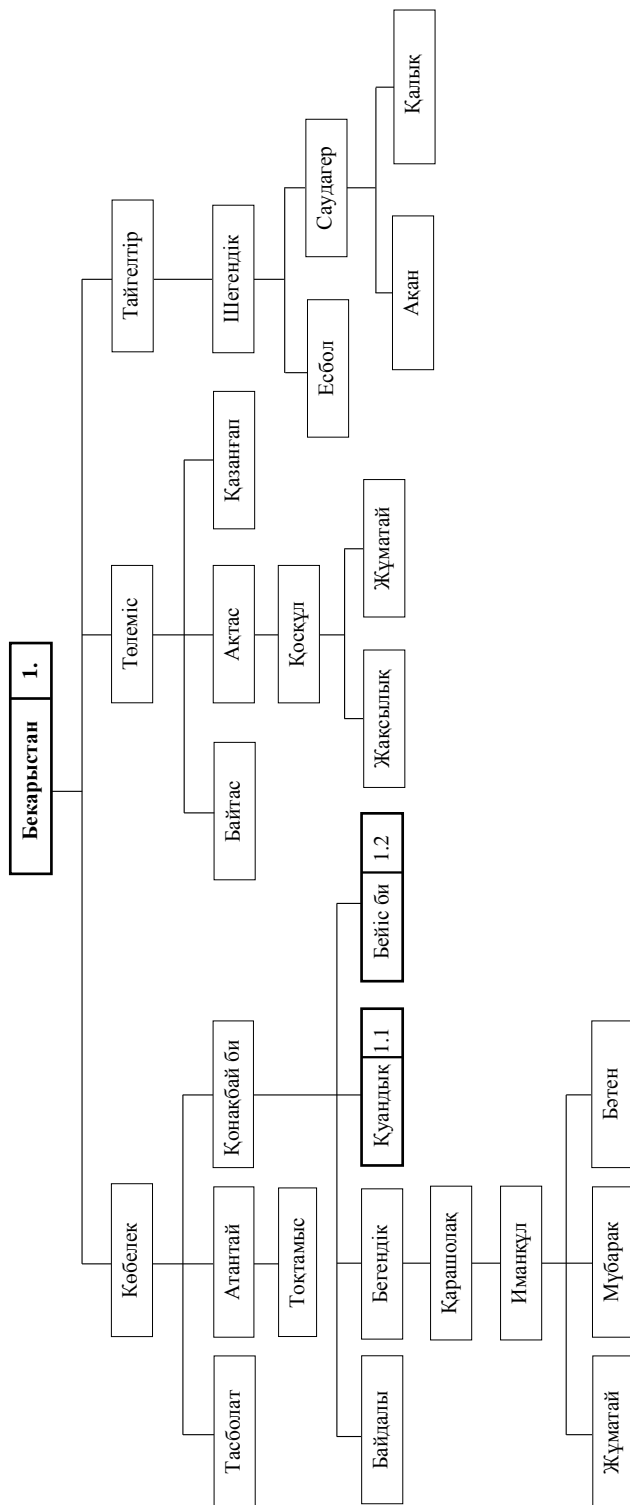 Бекарыстан 1.
Көбелек
Төлеміс
Тайгелтір
Тасболат
Атантай
Қонақбай би
Байтас
Ақтас
Қазанғап
Шегендік
Тоқтамыс
Қосқұл
Есбол
Саудагер
Байдалы
Бегендік
Қуандық 1.1
Бейіс би 1.2
Жақсылық
Жұматай
Ақан
Қалық
Қарашолақ
Иманқұл
Жұматай
Мүбарак
Бәтен